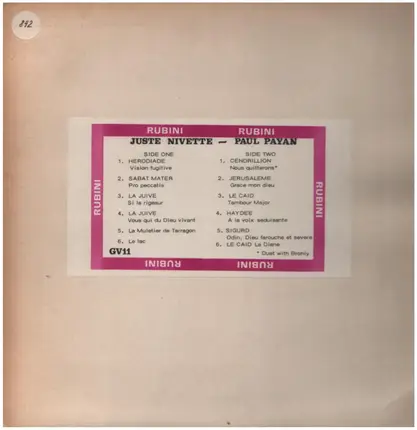 812
RUBINI RUBINI
JUSTE NIVETTE — PAUL PAYAN
SIDE ONE
1. HERODIADE
Vision fugitive
2. SABAT MATER
Pro peccatis
3. LA JUIVE
Si la rigeur
4. LA JUIVE
Vous qui du Dieu vivant
5. Le Muletier de Tarragon
6. Le lac
GV11
SIDE TWO
1. CENDRILLION
Nous quitterons*
2. JERUSALEME
Grace mon dieu
3. LE CAID
Tambour Major
4. HAYDEE
A la voix seduisante
5. SIGURD
Odin, Dieu farouche et severe
6. LE CAID La Diane
* Duet with
RUBINI
RUBINI
RUBINI RUBINI